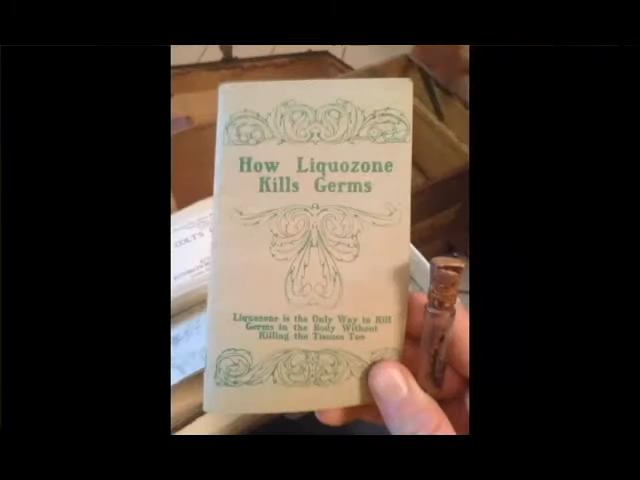 How Liquozone
Kills Germs
Liquozone is the Only Way to Kill
Germs in the Body Without
Killing the Tissues Too
COLT'S